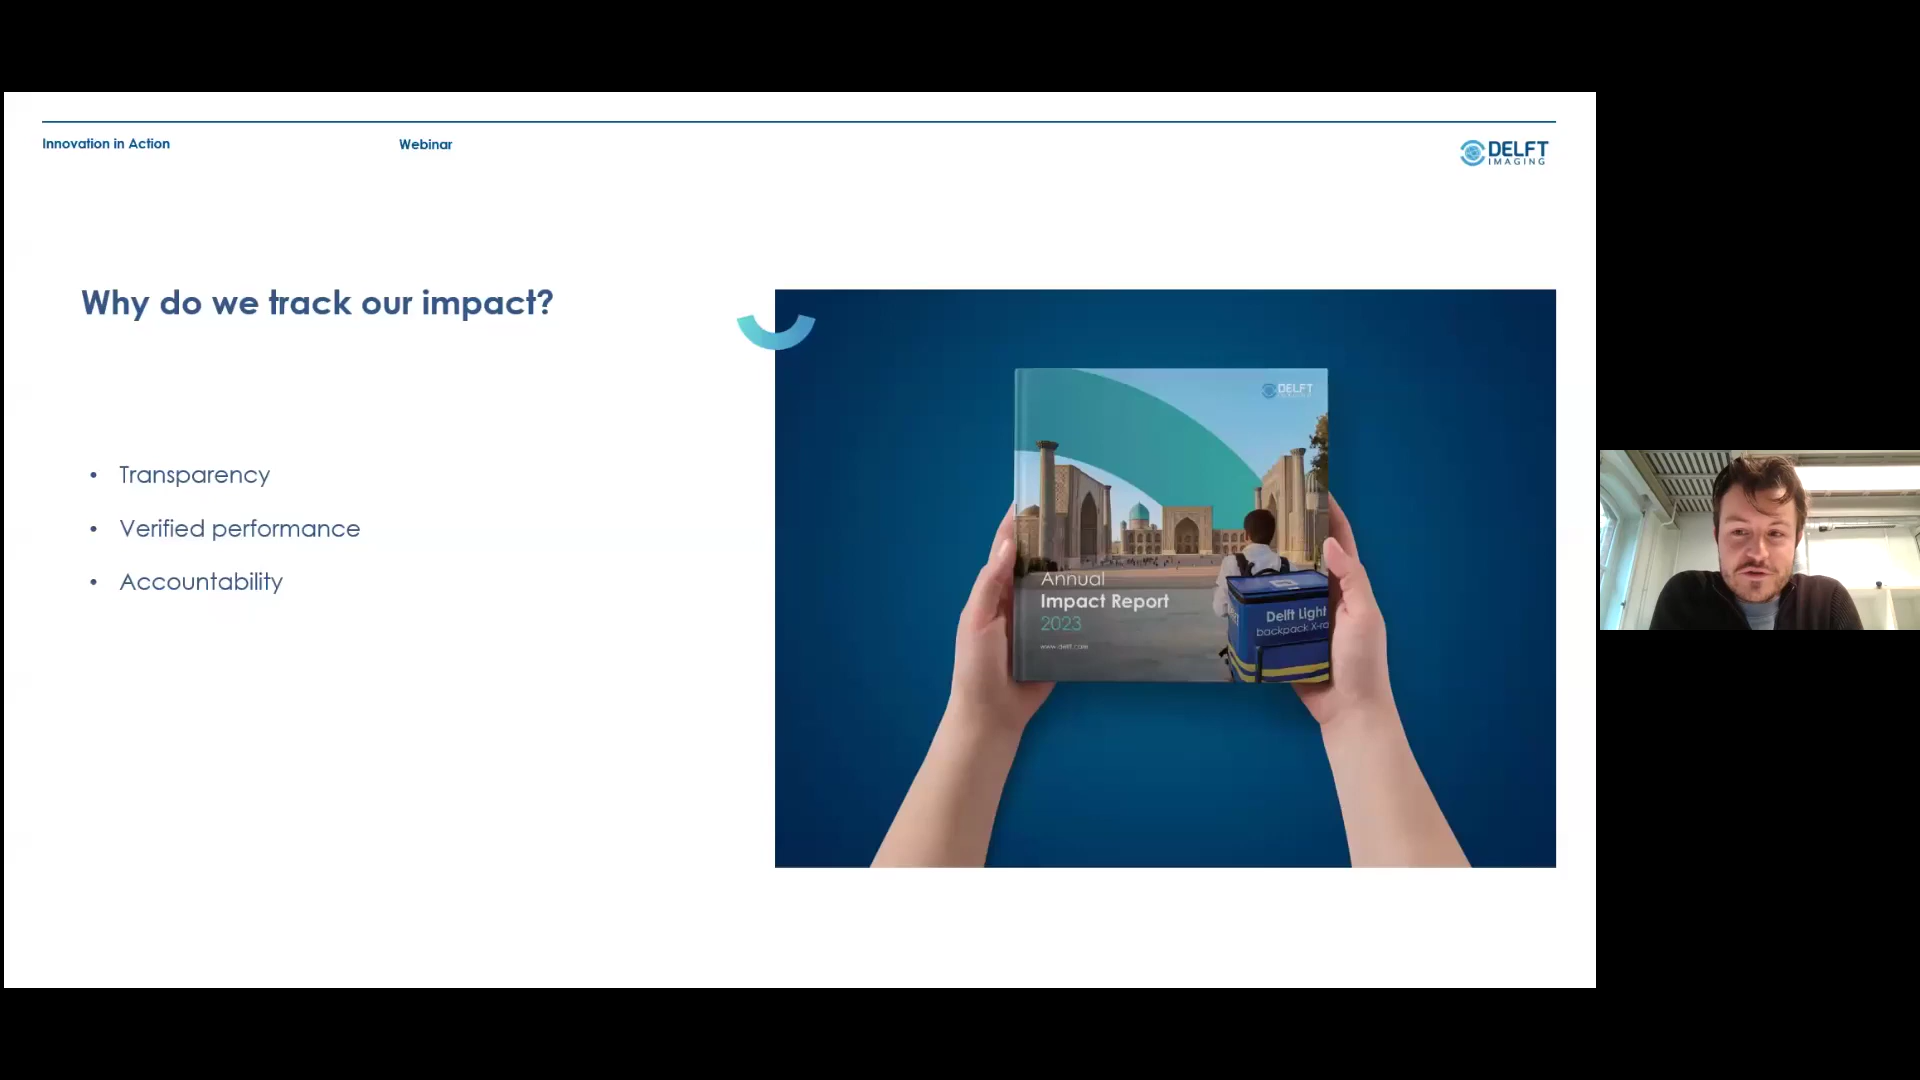 Innovation in Action
Webinar
DELFT
IMAGING
Why do we track our impact?
• Transparency
• Verified performance
• Accountability
DELFT
Annual
Impact Report
2023
Delft Light
backpack X-ra